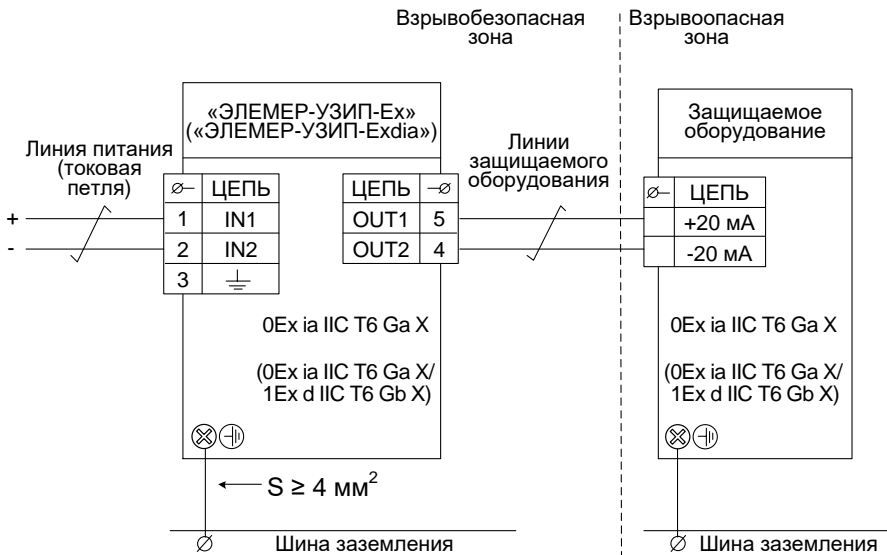 Взрывобезопасная
зона
Взрывоопасная
зона
«ЭЛЕМЕР-УЗИП-Ex»
(«ЭЛЕМЕР-УЗИП-Exdia»)
Защищаемое
оборудование
Линия питания
(токовая
петля)
Линии
защищаемого
оборудования
ЦЕПЬ
1 IN1
2 IN2
3
ЦЕПЬ
OUT1 5
OUT2 4
ЦЕПЬ
+20 мА
-20 мА
+
-
0Ex ia IIC T6 Ga X
(0Ex ia IIC T6 Ga X/
1Ex d IIC T6 Gb X)
0Ex ia IIC T6 Ga X
(0Ex ia IIC T6 Ga X/
1Ex d IIC T6 Gb X)
S ≥ 4 мм²
Шина заземления
Шина заземления